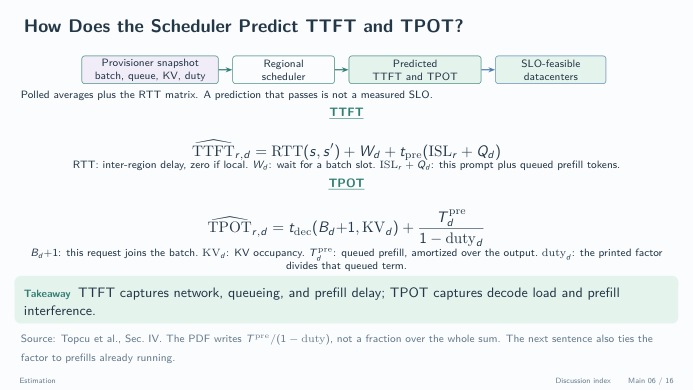 How Does the Scheduler Predict TTFT and TPOT?
Provisioner snapshot
batch, queue, KV, duty
Regional
scheduler
Predicted
TTFT and TPOT
SLO-feasible
datacenters
Polled averages plus the RTT matrix. A prediction that passes is not a measured SLO.
TTFT
\widehat{TTFT}_{r,d} = RTT(s, s′) + W_d + t_pre(ISL_r + Q_d)
RTT: inter-region delay, zero if local. W_d: wait for a batch slot. ISL_r + Q_d: this prompt plus queued prefill tokens.
TPOT
\widehat{TPOT}_{r,d} = t_dec(B_d+1, KV_d) + \frac{T_d^{pre}}{1 − duty_d}
B_d+1: this request joins the batch. KV_d: KV occupancy. T_d^{pre}: queued prefill, amortized over the output. duty_d: the printed factor
divides that queued term.
Takeaway TTFT captures network, queueing, and prefill delay; TPOT captures decode load and prefill
interference.
Source: Topcu et al., Sec. IV. The PDF writes T^{pre}/(1 − duty), not a fraction over the whole sum. The next sentence also ties the
factor to prefills already running.
Estimation
Discussion index
Main 06 / 16